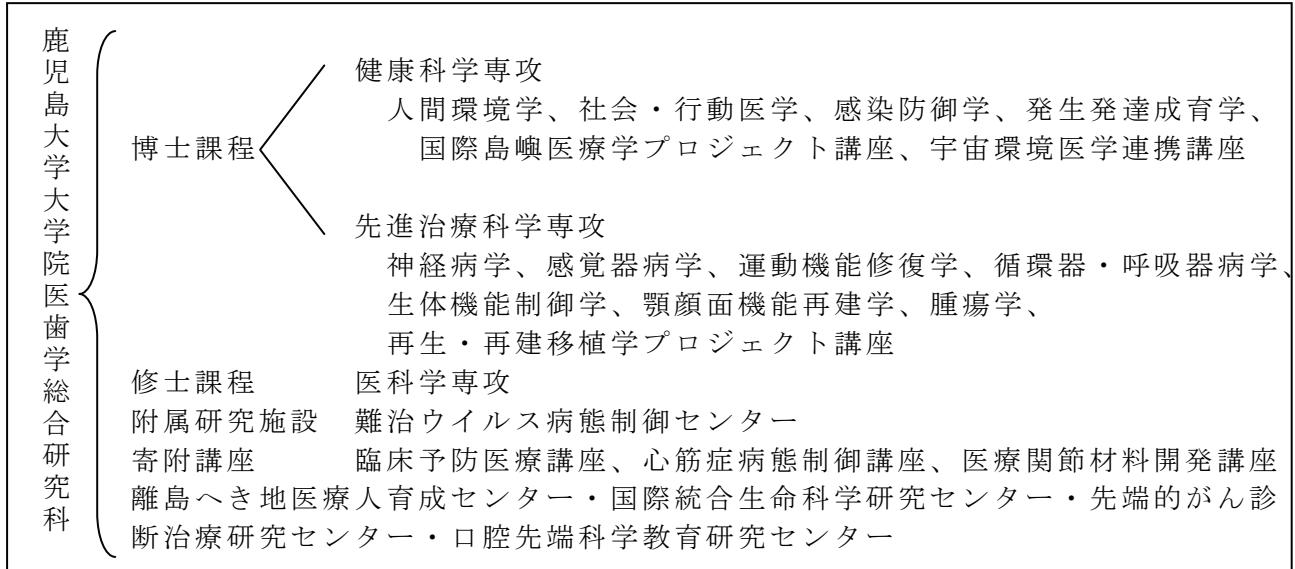 鹿児島大学大学院医歯学総合研究科
博士課程
健康科学専攻
人間環境学、社会・行動医学、感染防御学、発生発達成育学、
国際島嶼医療学プロジェクト講座、宇宙環境医学連携講座
先進治療科学専攻
神経病学、感覚器病学、運動機能修復学、循環器・呼吸器病学、
生体機能制御学、顎顔面機能再建学、腫瘍学、
再生・再建移植学プロジェクト講座
修士課程 医科学専攻
附属研究施設 難治ウイルス病態制御センター
寄附講座 臨床予防医療講座、心筋症病態制御講座、医療関節材料開発講座
離島へき地医療人育成センター・国際統合生命科学研究センター・先端的がん診
断治療研究センター・口腔先端科学教育研究センター